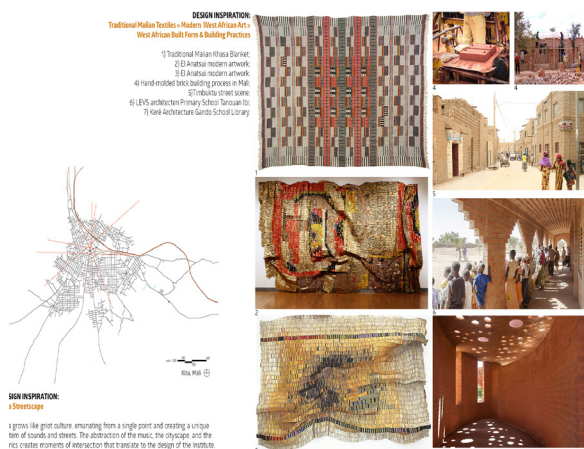 DESIGN INSPIRATION:
Traditional Malian Textiles » Modern West African Art »
West African Built Form & Building Practices
1) Traditional Malian Khasa Blanket:
2) El Anatsui modern artwork:
3) El Anatsui modern artwork:
4) Hand-molded brick building process in Mali
5)Timbuktu street scene:
6) LEVS architecten Primary School Tanouan Ibi:
7) Keré Architecture Gando School Library:
1
2
4
4
5
6
Kita, Mali
SIGN INSPIRATION:
a Streetscape
a grows like griot culture, emanating from a single point and creating a unique
tem of sounds and streets. The abstraction of the music, the cityscape, and the
rics creates moments of intersection that translate to the design of the institute.